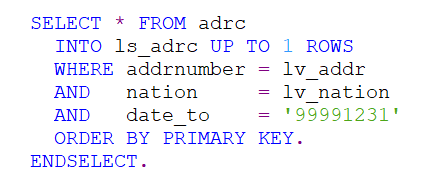 SELECT * FROM adrc
  INTO ls_adrc UP TO 1 ROWS
  WHERE addrnumber = lv_addr
  AND   nation     = lv_nation
  AND   date_to    = '99991231'
  ORDER BY PRIMARY KEY.
ENDSELECT.